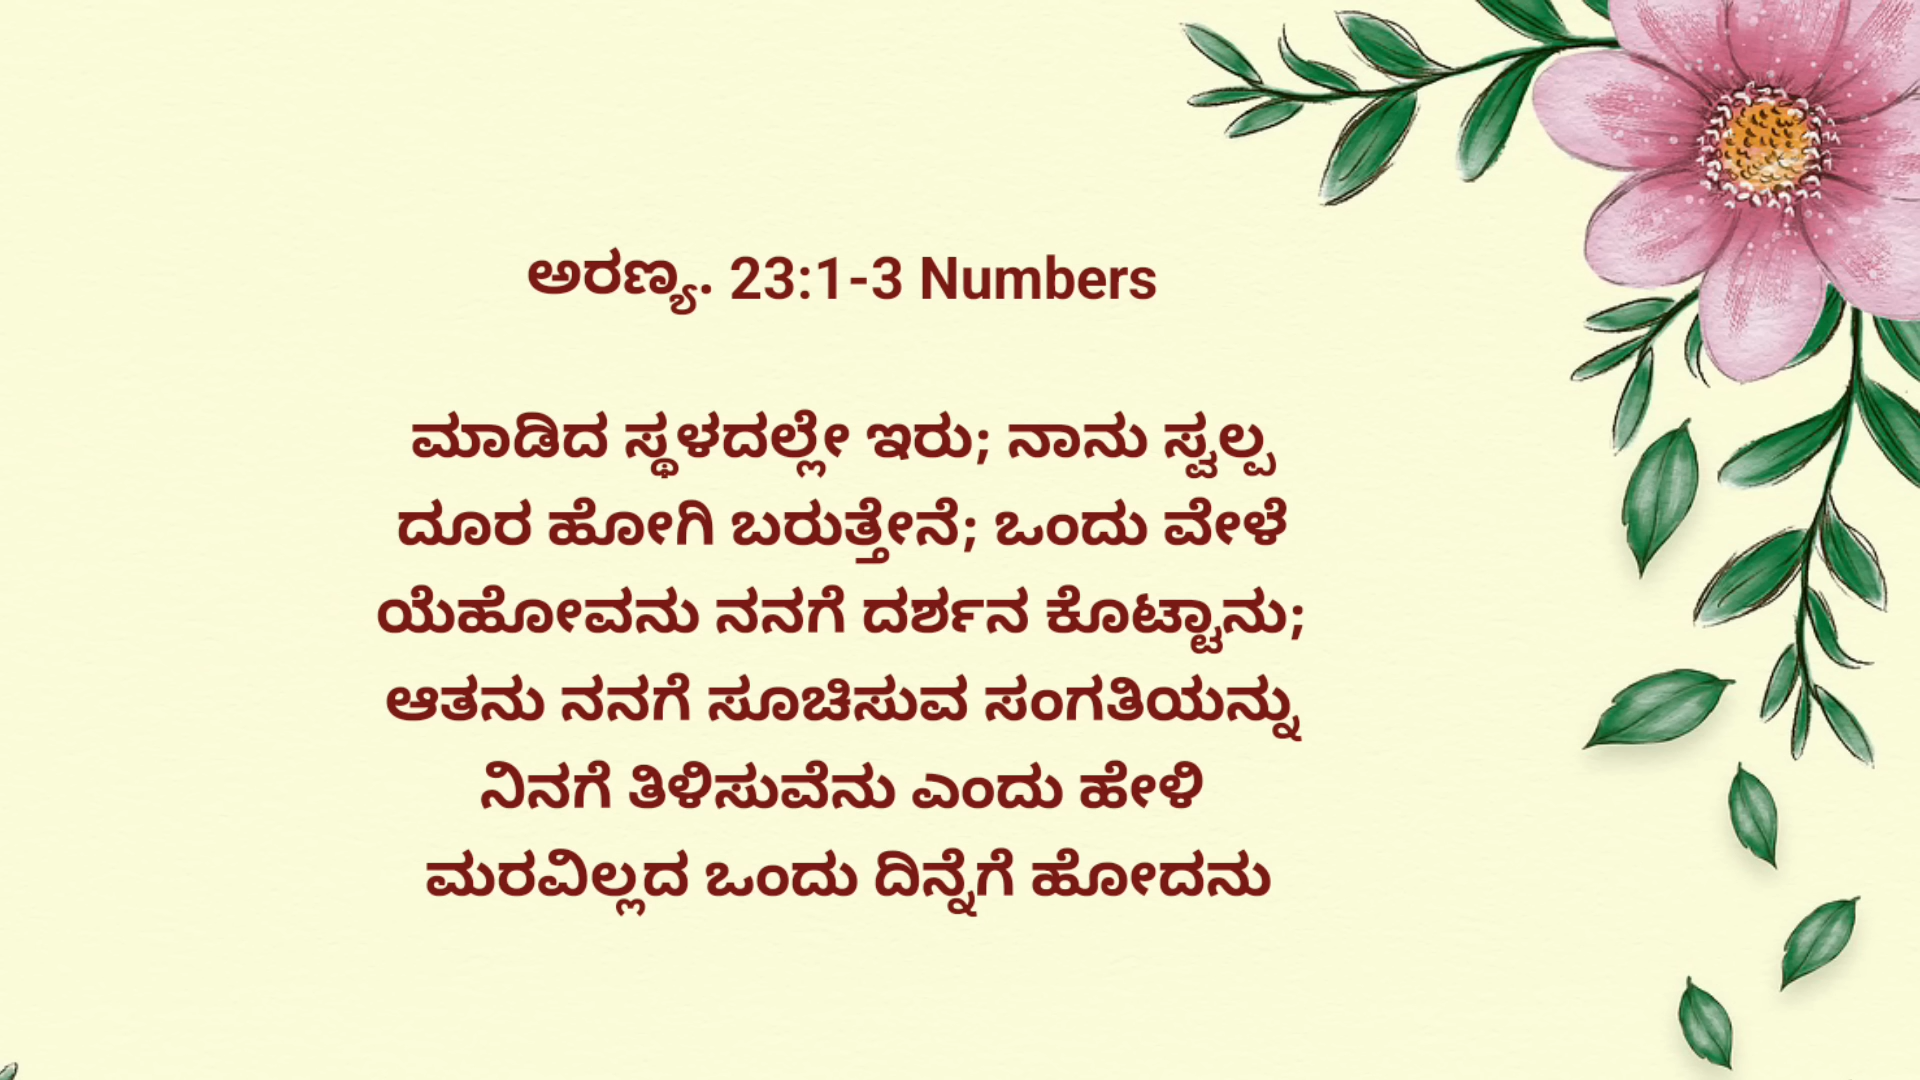 ಅರಣ್ಯ. 23:1-3 Numbers
ಮಾಡಿದ ಸ್ಥಳದಲ್ಲೇ ಇರು; ನಾನು ಸ್ವಲ್ಪ
ದೂರ ಹೋಗಿ ಬರುತ್ತೇನೆ; ಒಂದು ವೇಳೆ
ಯೆಹೋವನು ನನಗೆ ದರ್ಶನ ಕೊಟ್ಟಾನು;
ಆತನು ನನಗೆ ಸೂಚಿಸುವ ಸಂಗತಿಯನ್ನು
ನಿನಗೆ ತಿಳಿಸುವೆನು ಎಂದು ಹೇಳಿ
ಮರವಿಲ್ಲದ ಒಂದು ದಿನ್ನೆಗೆ ಹೋದನು